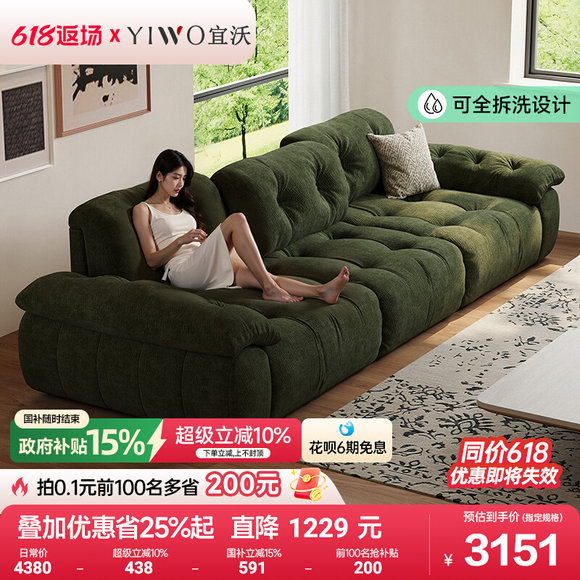 618返场 x YIWO宜沃
可全拆洗设计
国补随时结束
政府补贴15%
超级立减10%
下单立减,上不封顶
花呗6期免息
同价618
优惠即将失效
拍0.1元前100名多省 200元
叠加优惠省25%起 直降 1229 元
预估到手价(指定规格)
¥ 3151
日常价 超级立减10% 国补立减15% 前100名抢补贴
4380 – 438 – 591 – 200